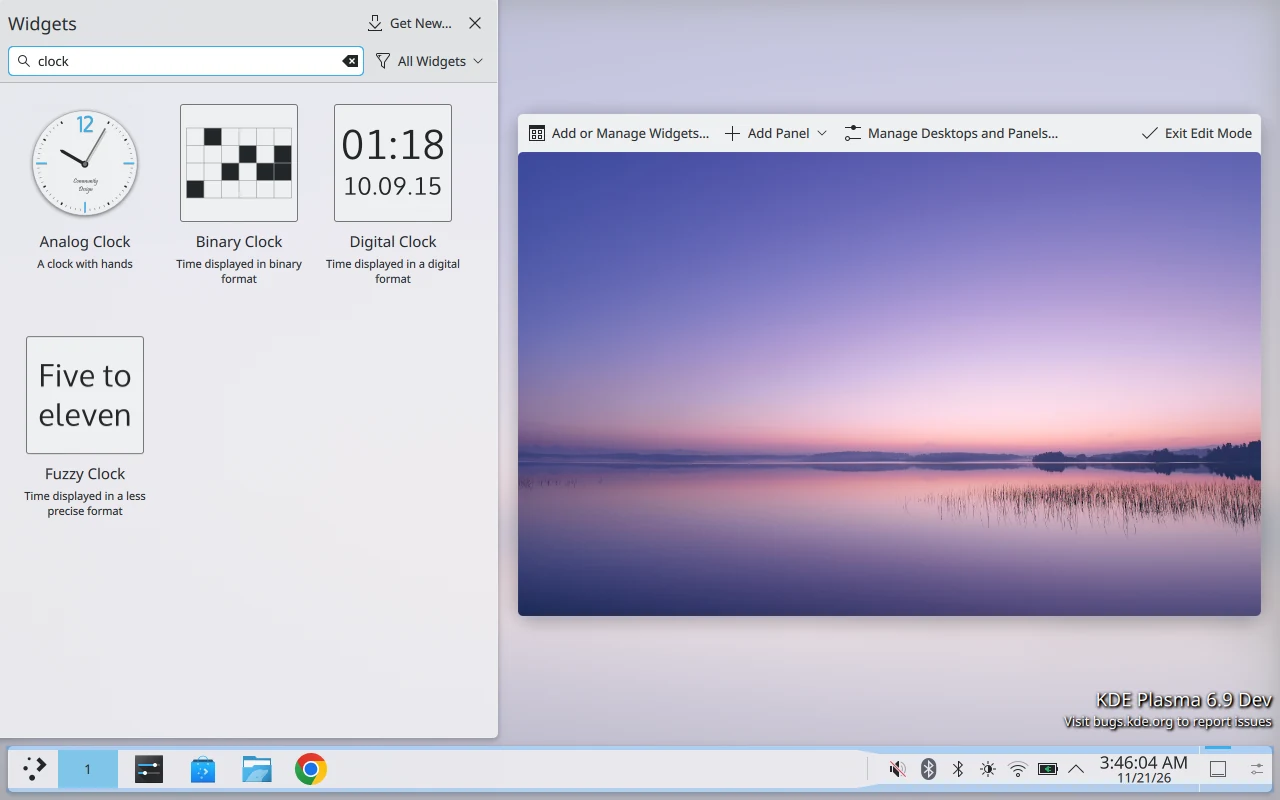 Widgets
Get New...
clock
All Widgets
12
Community
Design
01:18
10.09.15
Analog Clock
A clock with hands
Binary Clock
Time displayed in binary
format
Digital Clock
Time displayed in a digital
format
Five to
eleven
Fuzzy Clock
Time displayed in a less
precise format
Add or Manage Widgets...
Add Panel
Manage Desktops and Panels...
Exit Edit Mode
KDE Plasma 6.9 Dev
Visit bugs.kde.org to report issues
1
3:46:04 AM
11/21/26